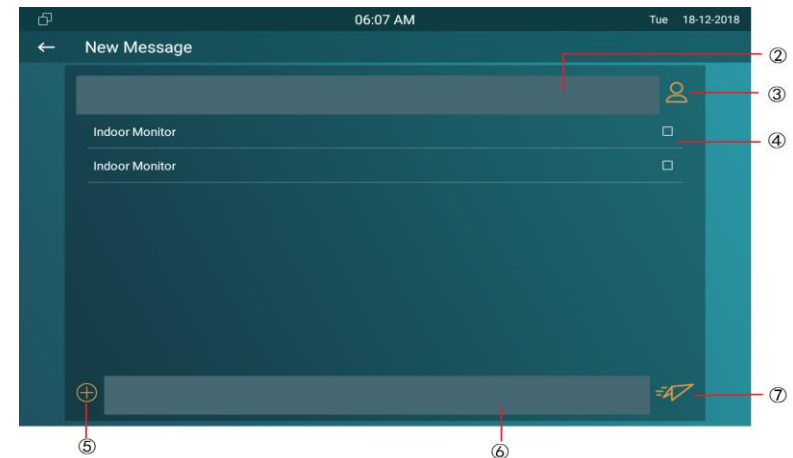 06:07 AM
Tue 18-12-2018
New Message
②
③
Indoor Monitor
④
Indoor Monitor
⑦
⑤
⑥